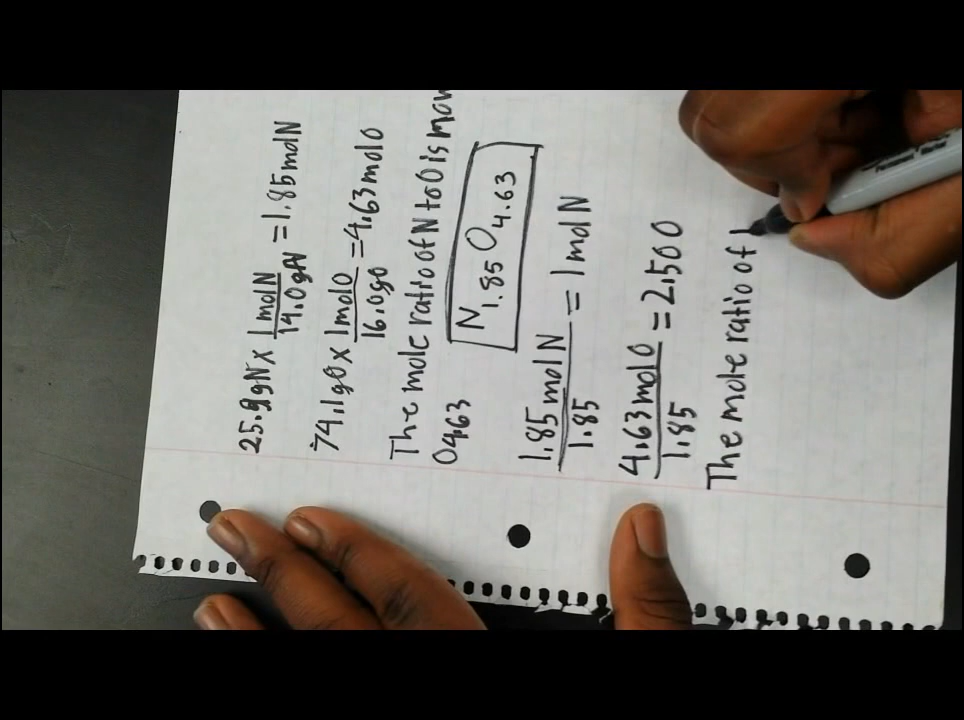 25.9gN x 1molN / 14.0gN = 1.85molN
74.1gO x 1molO / 16.0gO = 4.63molO
The mole ratio of N to O is now
O4.63
N1.85O4.63
1.85molN / 1.85 = 1molN
4.63molO / 1.85 = 2.50O
The mole ratio of